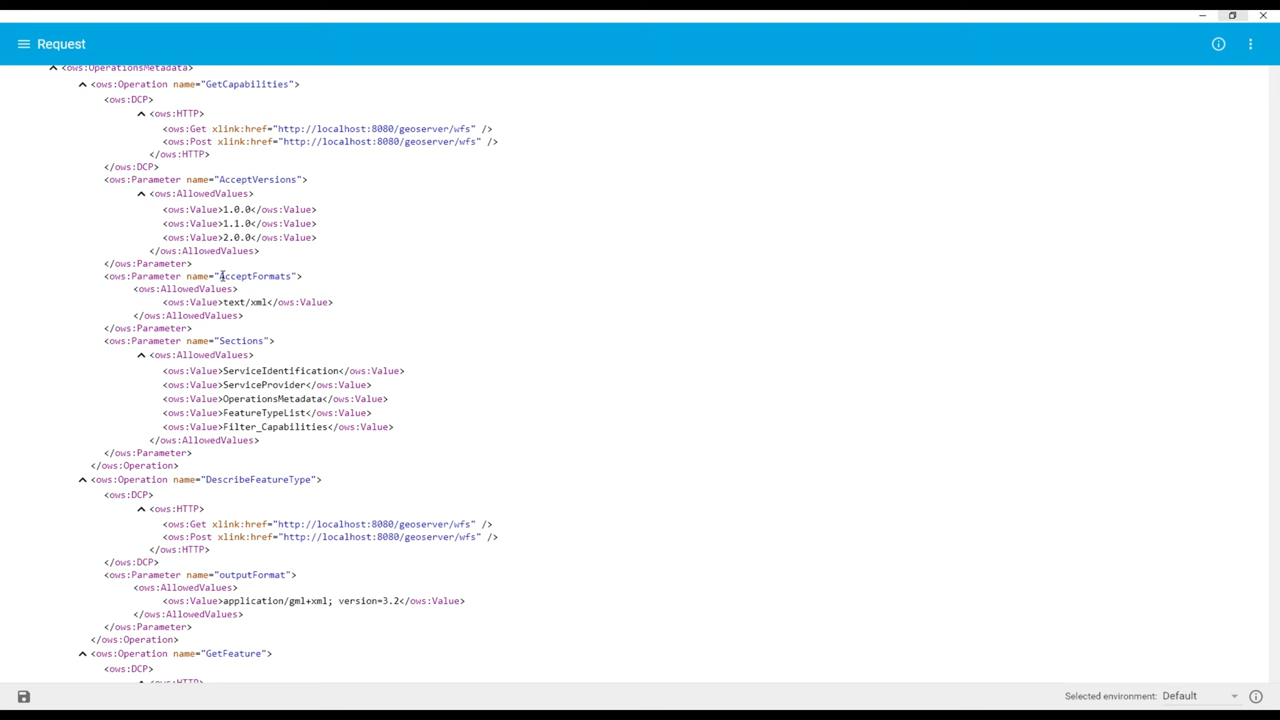 Request
<ows:OperationsMetadata>
<ows:Operation name="GetCapabilities">
<ows:DCP>
<ows:HTTP>
<ows:Get xlink:href="http://localhost:8080/geoserver/wfs" />
<ows:Post xlink:href="http://localhost:8080/geoserver/wfs" />
</ows:HTTP>
</ows:DCP>
<ows:Parameter name="AcceptVersions">
<ows:AllowedValues>
<ows:Value>1.0.0</ows:Value>
<ows:Value>1.1.0</ows:Value>
<ows:Value>2.0.0</ows:Value>
</ows:AllowedValues>
</ows:Parameter>
<ows:Parameter name="AcceptFormats">
<ows:AllowedValues>
<ows:Value>text/xml</ows:Value>
</ows:AllowedValues>
</ows:Parameter>
<ows:Parameter name="Sections">
<ows:AllowedValues>
<ows:Value>ServiceIdentification</ows:Value>
<ows:Value>ServiceProvider</ows:Value>
<ows:Value>OperationsMetadata</ows:Value>
<ows:Value>FeatureTypeList</ows:Value>
<ows:Value>Filter_Capabilities</ows:Value>
</ows:AllowedValues>
</ows:Parameter>
</ows:Operation>
<ows:Operation name="DescribeFeatureType">
<ows:DCP>
<ows:HTTP>
<ows:Get xlink:href="http://localhost:8080/geoserver/wfs" />
<ows:Post xlink:href="http://localhost:8080/geoserver/wfs" />
</ows:HTTP>
</ows:DCP>
<ows:Parameter name="outputFormat">
<ows:AllowedValues>
<ows:Value>application/gml+xml; version=3.2</ows:Value>
</ows:AllowedValues>
</ows:Parameter>
</ows:Operation>
<ows:Operation name="GetFeature">
<ows:DCP>
<ows:HTTP>
Selected environment: Default